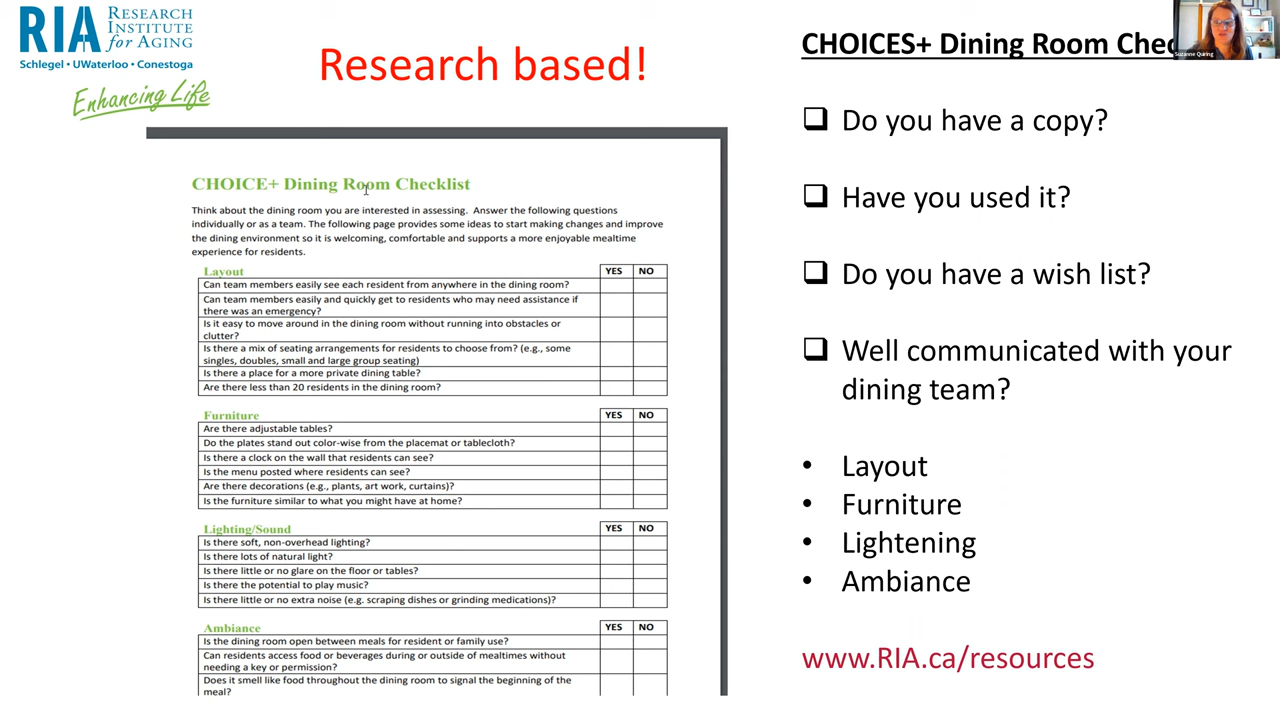 RIA RESEARCH
INSTITUTE
for AGING
Schlegel • UWaterloo • Conestoga
Enhancing Life
Research based!
CHOICE+ Dining Room Checklist
Think about the dining room you are interested in assessing. Answer the following questions
individually or as a team. The following page provides some ideas to start making changes and improve
the dining environment so it is welcoming, comfortable and supports a more enjoyable mealtime
experience for residents.
Layout YES NO
Can team members easily see each resident from anywhere in the dining room?
Can team members easily and quickly get to residents who may need assistance if
there was an emergency?
Is it easy to move around in the dining room without running into obstacles or
clutter?
Is there a mix of seating arrangements for residents to choose from? (e.g., some
singles, doubles, small and large group seating)
Is there a place for a more private dining table?
Are there less than 20 residents in the dining room?
Furniture YES NO
Are there adjustable tables?
Do the plates stand out color-wise from the placemat or tablecloth?
Is there a clock on the wall that residents can see?
Is the menu posted where residents can see?
Are there decorations (e.g., plants, art work, curtains)?
Is the furniture similar to what you might have at home?
Lighting/Sound YES NO
Is there soft, non-overhead lighting?
Is there lots of natural light?
Is there little or no glare on the floor or tables?
Is there the potential to play music?
Is there little or no extra noise (e.g. scraping dishes or grinding medications)?
Ambiance YES NO
Is the dining room open between meals for resident or family use?
Can residents access food or beverages during or outside of mealtimes without
needing a key or permission?
Does it smell like food throughout the dining room to signal the beginning of the
meal?
CHOICES+ Dining Room Chec
Suzanne Quiring
Do you have a copy?
Have you used it?
Do you have a wish list?
Well communicated with your
dining team?
• Layout
• Furniture
• Lightening
• Ambiance
www.RIA.ca/resources